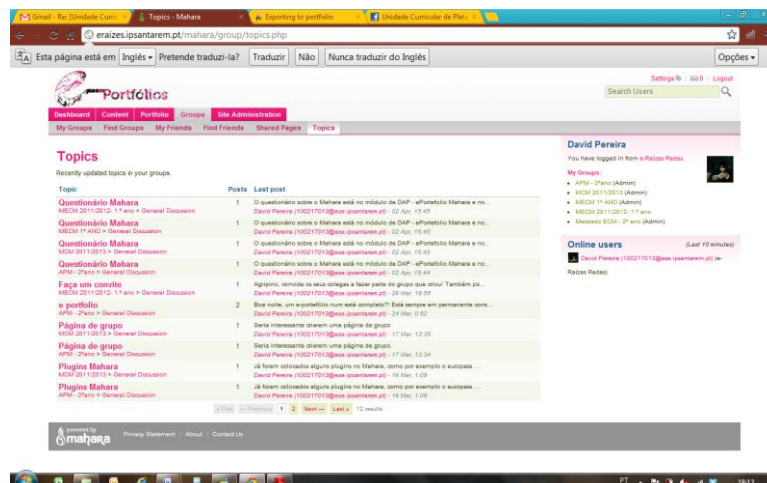 Gmail - Re: [Unidade Curric
Topics - Mahara
Exporting to portfolio
Unidade Curricular de Plata
eraizes.ipsantarem.pt/mahara/group/topics.php
Esta página está em Inglês Pretende traduzi-la? Traduzir Não Nunca traduzir do Inglês Opções
Settings 0 Logout
Portfólios
Search Users
Dashboard Content Portfolio Groups Site Administration
My Groups Find Groups My Friends Find Friends Shared Pages Topics
Topics
Recently updated topics in your groups.
Topic Posts Last post
Questionário Mahara 1 O questionário sobre o Mahara está no módulo de DAP - ePortefolio Mahara e no...
MECM 2011/2012- 1.º ano > General Discussion David Pereira (100217013@ese.ipsantarem.pt) - 02 Apr, 15:45
Questionário Mahara 1 O questionário sobre o Mahara está no módulo de DAP - ePortefolio Mahara e no...
MECM 1º ANO > General Discussion David Pereira (100217013@ese.ipsantarem.pt) - 02 Apr, 15:45
Questionário Mahara 1 O questionário sobre o Mahara está no módulo de DAP - ePortefolio Mahara e no...
MCM 2011/2013 > General Discussion David Pereira (100217013@ese.ipsantarem.pt) - 02 Apr, 15:45
Questionário Mahara 1 O questionário sobre o Mahara está no módulo de DAP - ePortefolio Mahara e no...
APM - 2ºano > General Discussion David Pereira (100217013@ese.ipsantarem.pt) - 02 Apr, 15:44
Faça um convite 1 Agripino, convide os seus colegas a fazer parte do grupo que criou! Também po...
MECM 2011/2012- 1.º ano > General Discussion David Pereira (100217013@ese.ipsantarem.pt) - 26 Mar, 19:55
e portfolio 2 Boa noite, um e-portefólio num está completo?! Está sempre em permanente cons...
APM - 2ºano > General Discussion David Pereira (100217013@ese.ipsantarem.pt) - 24 Mar, 0:52
Página de grupo 1 Seria interessante criarem uma página de grupo
MCM 2011/2013 > General Discussion David Pereira (100217013@ese.ipsantarem.pt) - 17 Mar, 12:35
Página de grupo 1 Seria interessante criarem uma página de grupo.
APM - 2ºano > General Discussion David Pereira (100217013@ese.ipsantarem.pt) - 17 Mar, 12:34
Plugins Mahara 1 Já foram colocados alguns plugins no Mahara, como por exemplo o europass. ...
MCM 2011/2013 > General Discussion David Pereira (100217013@ese.ipsantarem.pt) - 16 Mar, 1:09
Plugins Mahara 1 Já foram colocados alguns plugins no Mahara, como por exemplo o europass. ...
APM - 2ºano > General Discussion David Pereira (100217013@ese.ipsantarem.pt) - 16 Mar, 1:08
« First ← Previous 1 2 Next → Last » 12 results
David Pereira
You have logged in from e-Raízes Redes.
My Groups:
APM - 2ºano (Admin)
MCM 2011/2013 (Admin)
MECM 1º ANO (Admin)
MECM 2011/2012- 1.º ano
Mestrado ECM - 2º ano (Admin)
Online users (Last 10 minutes)
David Pereira (100217013@ese.ipsantarem.pt) (e-
Raízes Redes)
powered by
mahara
Privacy Statement | About | Contact Us
PT 18:12